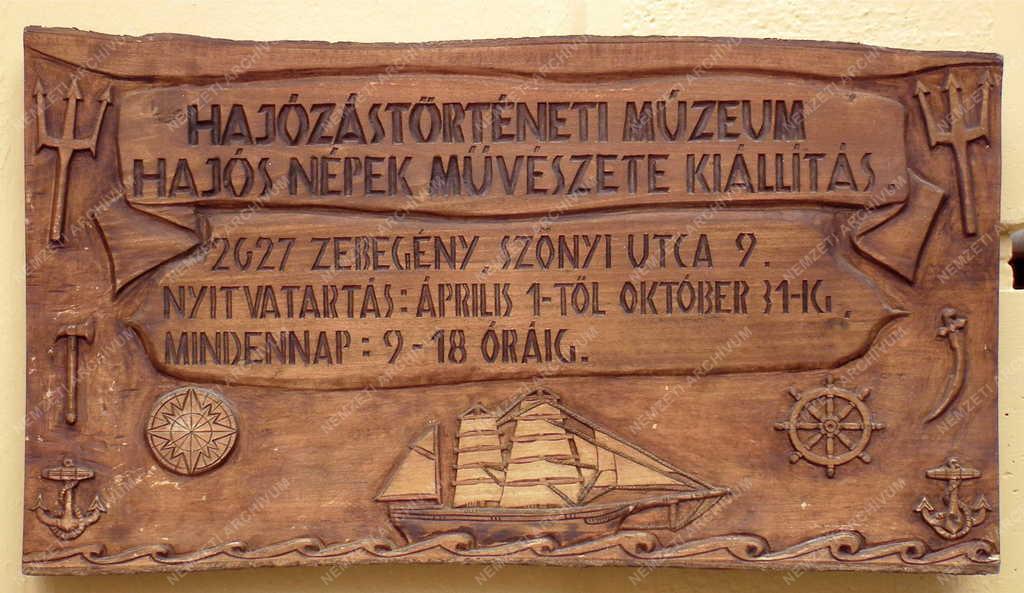 HAJÓZÁSTÖRTÉNETI MÚZEUM
HAJÓS NÉPEK MŰVÉSZETE KIÁLLÍTÁS
2627 ZEBEGÉNY, SZŐNYI UTCA 9.
NYITVATARTÁS: ÁPRILIS 1-TŐL OKTÓBER 31-IG,
MINDENNAP: 9-18 ÓRÁIG.